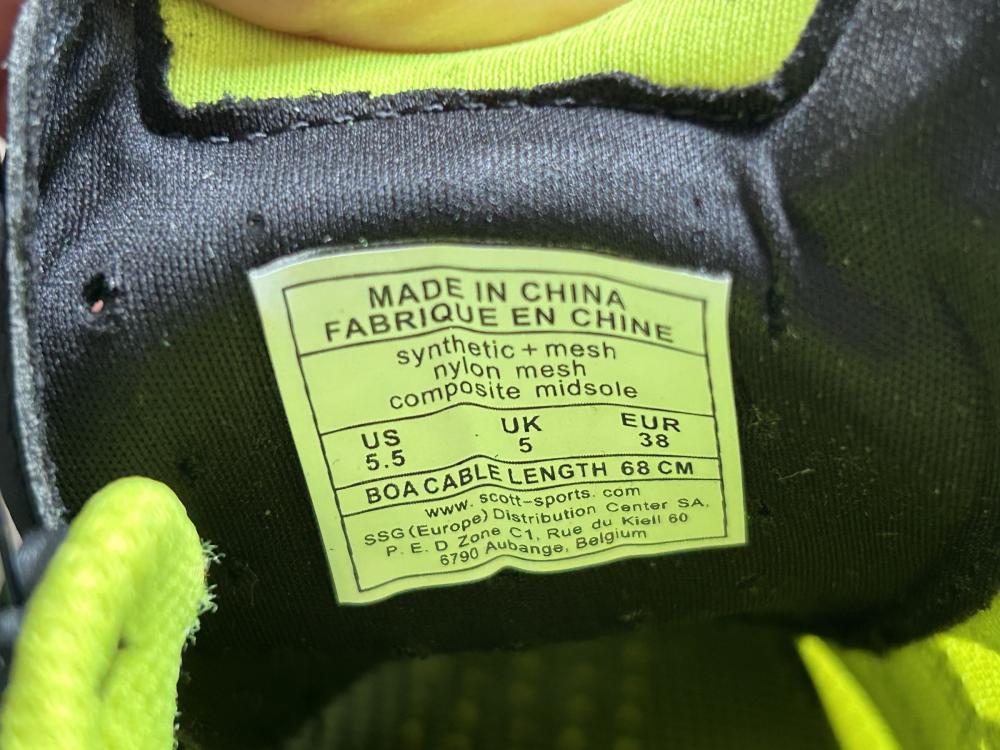 MADE IN CHINA
FABRIQUE EN CHINE
synthetic + mesh
nylon mesh
composite midsole
US UK EUR
5.5 5 38
BOA CABLE LENGTH 68 CM
www. scott-sports. com
SSG (Europe) Distribution Center SA,
P. E. D Zone C1, Rue du Kiell 60
6790 Aubange, Belgium